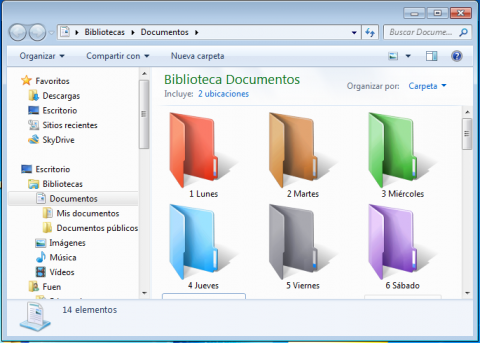 Bibliotecas Documentos
Buscar Docume...
Organizar Compartir con Nueva carpeta
Favoritos
Descargas
Escritorio
Sitios recientes
SkyDrive
Escritorio
Bibliotecas
Documentos
Mis documentos
Documentos públicos
Imágenes
Música
Vídeos
Fuen
Biblioteca Documentos
Incluye: 2 ubicaciones
Organizar por: Carpeta
1 Lunes
2 Martes
3 Miércoles
4 Jueves
5 Viernes
6 Sábado
14 elementos